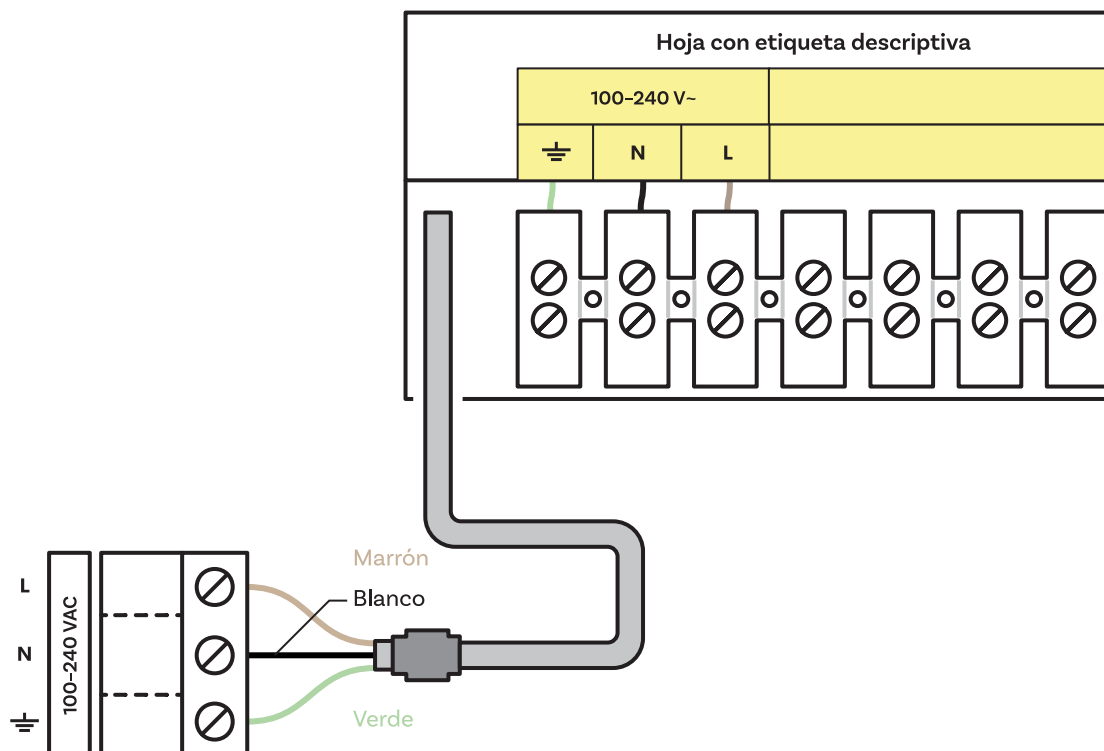 Hoja con etiqueta descriptiva
100–240 V~
N
L
Marrón
L
Blanco
100–240 VAC
N
Verde